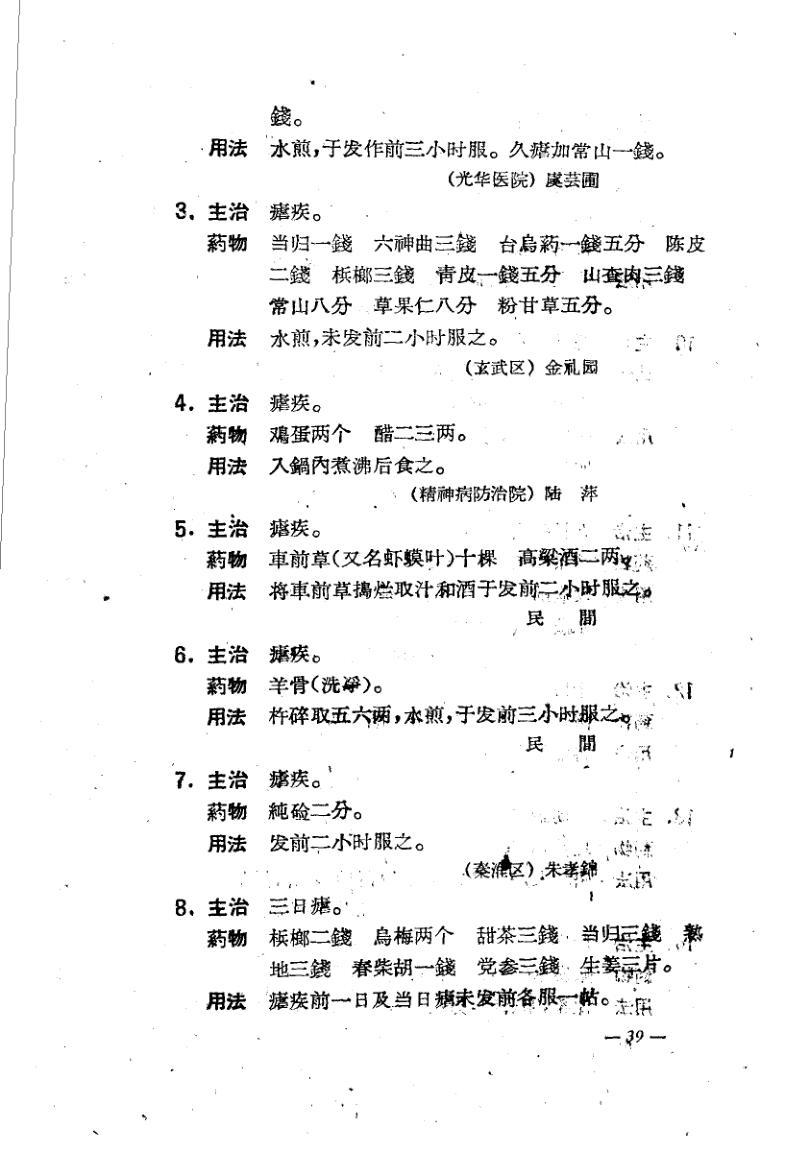 錢。
用法 水煎,于发作前三小时服。久瘧加常山一錢。
(光华医院) 虞芸圃
3. 主治 瘧疾。
葯物 当归一錢 六神曲三錢 台烏葯一錢五分 陈皮
二錢 梹榔三錢 青皮一錢五分 山查肉三錢
常山八分 草果仁八分 粉甘草五分。
用法 水煎,未发前二小时服之。
(玄武区) 金礼园
4. 主治 瘧疾。
葯物 鳮蛋两个 醋二三两。
用法 入鍋內煮沸后食之。
(精神病防治院) 陆 萍
5. 主治 瘧疾。
葯物 車前草(又名虾蟆叶)十棵 高粱酒二两。
用法 将車前草搗烂取汁和酒于发前二小时服之。
民 間
6. 主治 瘧疾。
葯物 羊骨(洗淨)。
用法 杵碎取五六两,水煎,于发前三小时服之。
民 間
7. 主治 瘧疾。
葯物 純硷二分。
用法 发前二小时服之。
(秦淮区) 朱孝錦
8. 主治 三日瘧。
葯物 梹榔二錢 烏梅两个 甜茶三錢 当归三錢 熟
地三錢 春柴胡一錢 党参三錢 生姜三片。
用法 瘧疾前一日及当日瘧未发前各服一帖。
— 39 —